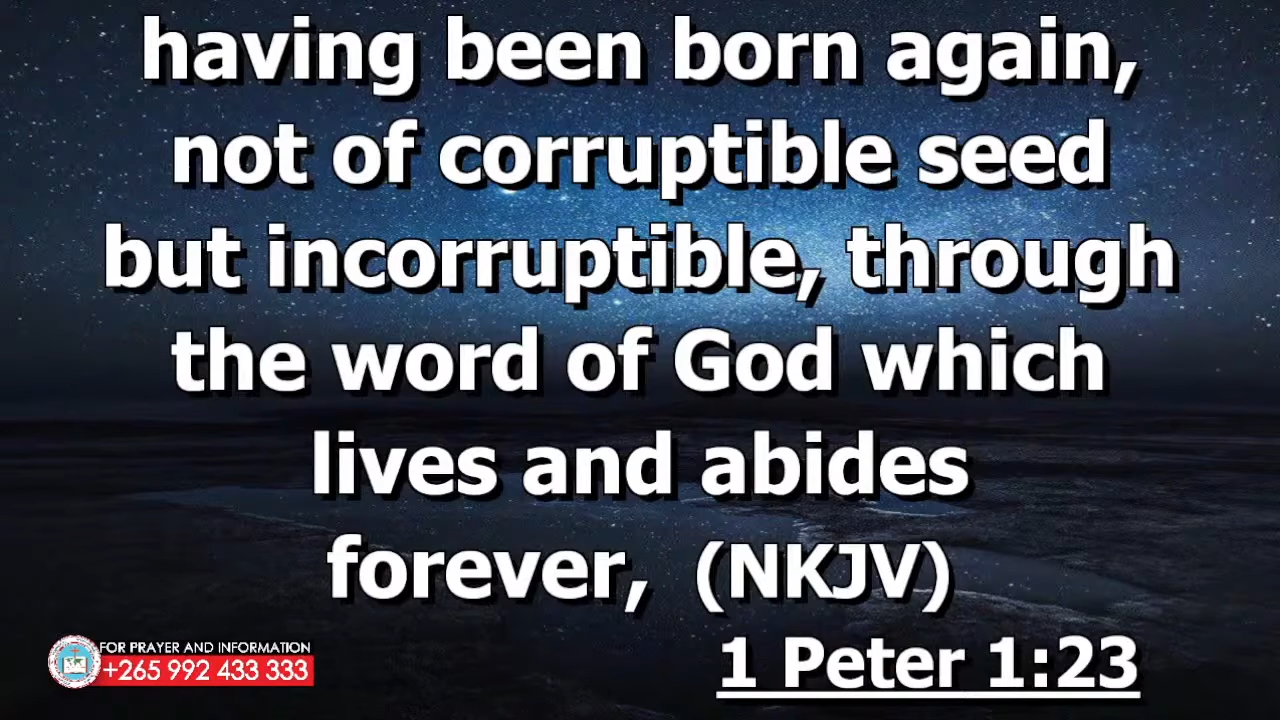 having been born again,
not of corruptible seed
but incorruptible, through
the word of God which
lives and abides
forever, (NKJV)
1 Peter 1:23
FOR PRAYER AND INFORMATION
+265 992 433 333